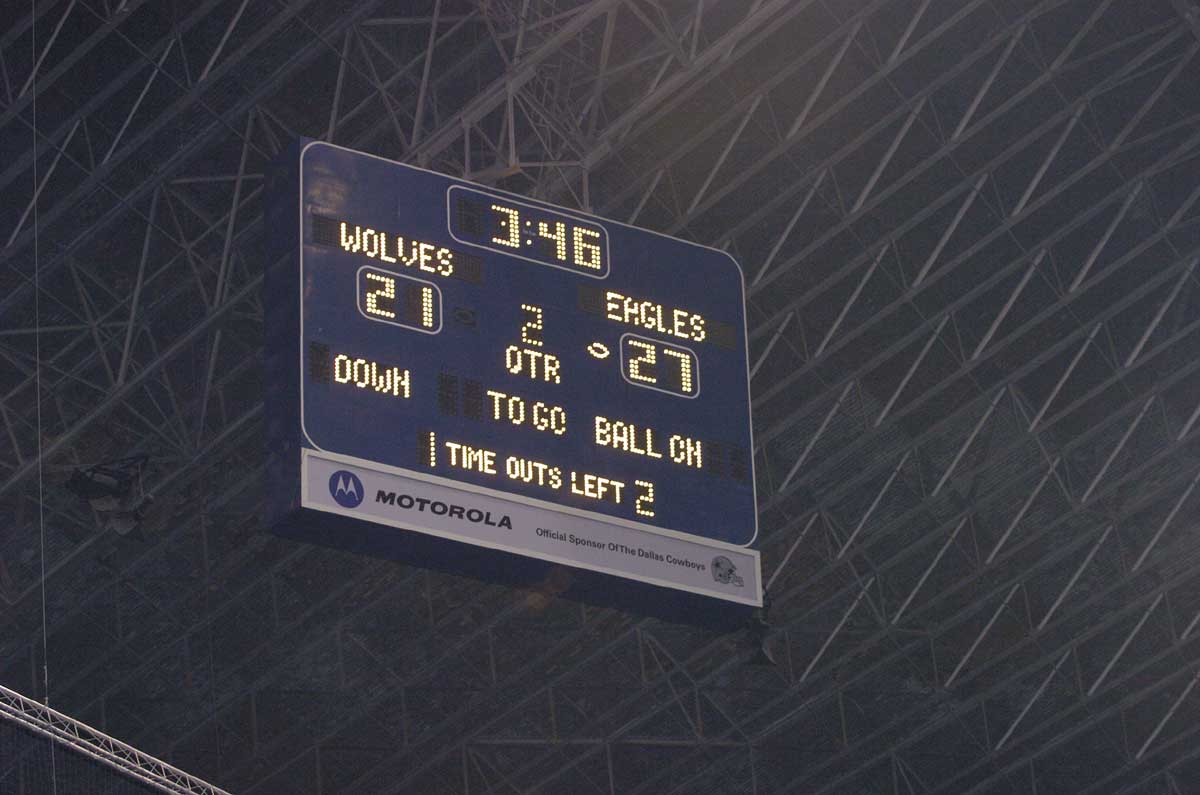 3:46
WOLVES
EAGLES
21
2
27
QTR
DOWN
TO GO
BALL ON
1 TIME OUTS LEFT 2
MOTOROLA
Official Sponsor Of The Dallas Cowboys